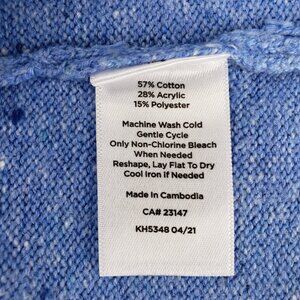 57% Cotton
28% Acrylic
15% Polyester
Machine Wash Cold
Gentle Cycle
Only Non-Chlorine Bleach
When Needed
Reshape, Lay Flat To Dry
Cool Iron if Needed
Made in Cambodia
CA# 23147
KH5348 04/21